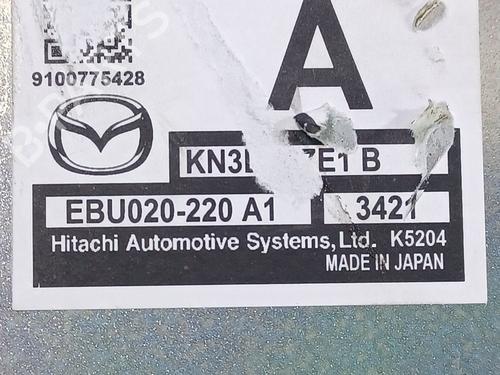 9100775428
A
B
EBU020-220 A1
3421
Hitachi Automotive Systems, Ltd. K5204
MADE IN JAPAN